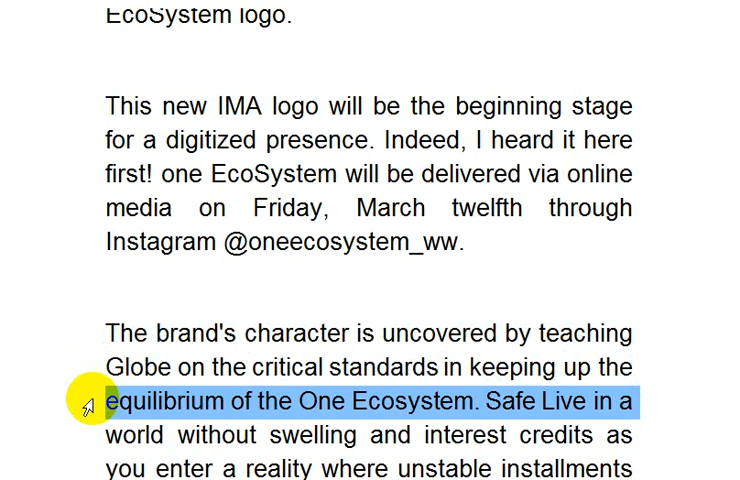 EcoSystem logo.
This new IMA logo will be the beginning stage
for a digitized presence. Indeed, I heard it here
first! one EcoSystem will be delivered via online
media on Friday, March twelfth through
Instagram @oneecosystem_ww.
The brand's character is uncovered by teaching
Globe on the critical standards in keeping up the
equilibrium of the One Ecosystem. Safe Live in a
world without swelling and interest credits as
you enter a reality where unstable installments